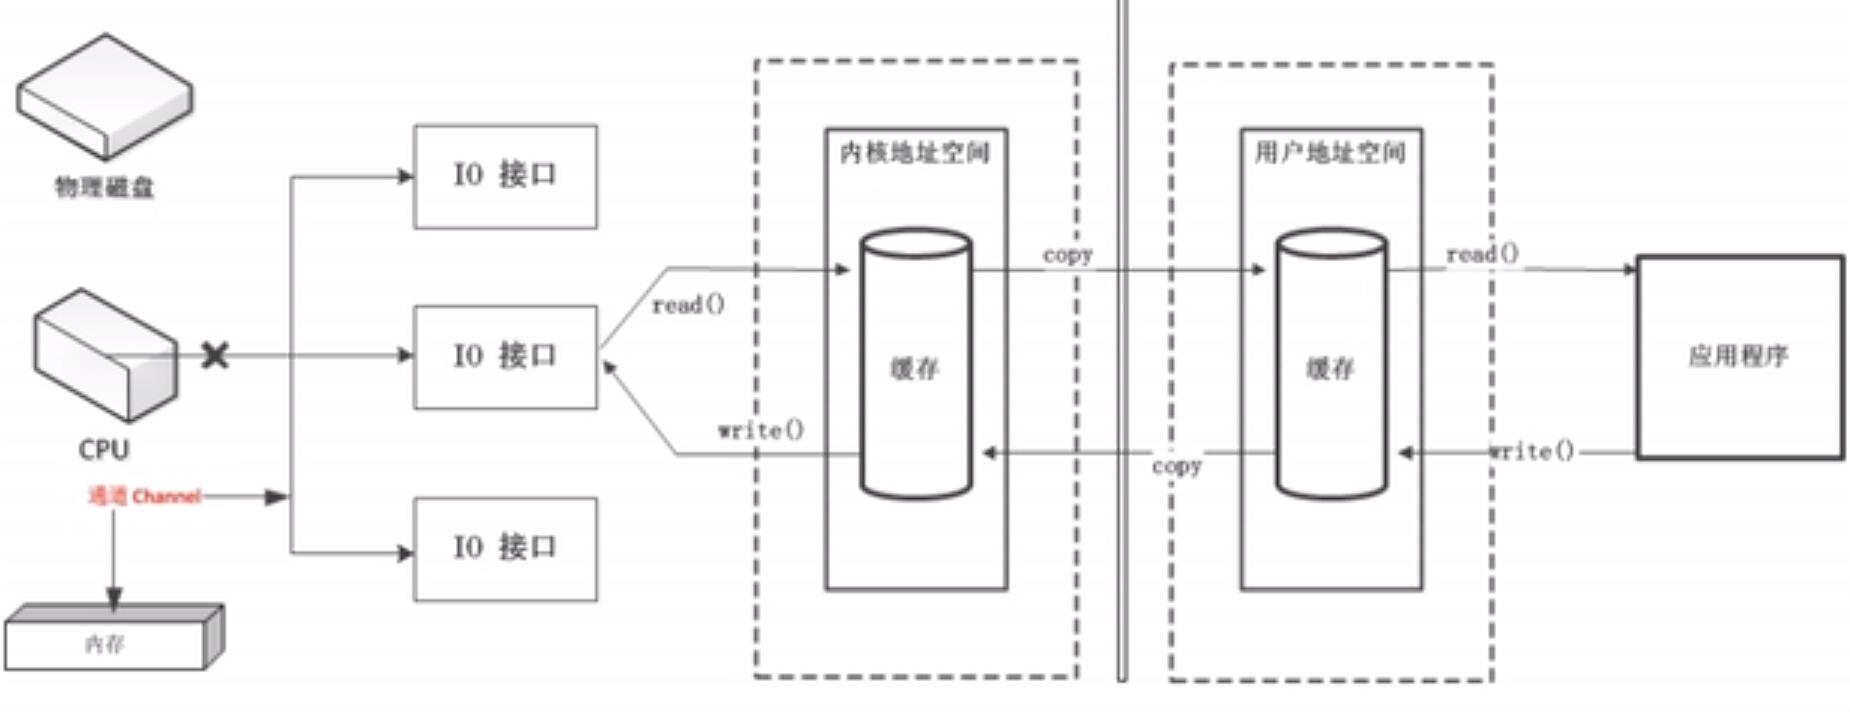 物理磁盘
CPU
通道 Channel
内存
IO 接口
IO 接口
IO 接口
read()
write()
内核地址空间
缓存
copy
copy
用户地址空间
缓存
read()
write()
应用程序